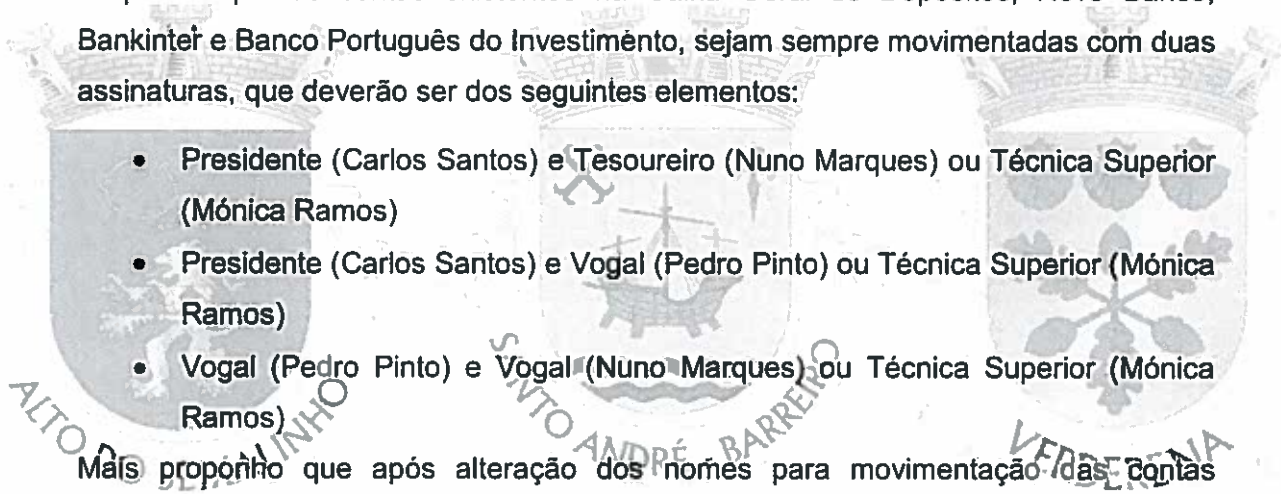 Bankinter e Banco Português do Investimento, sejam sempre movimentadas com duas
assinaturas, que deverão ser dos seguintes elementos:
• Presidente (Carlos Santos) e Tesoureiro (Nuno Marques) ou Técnica Superior
(Mónica Ramos)
• Presidente (Carlos Santos) e Vogal (Pedro Pinto) ou Técnica Superior (Mónica
Ramos)
• Vogal (Pedro Pinto) e Vogal (Nuno Marques) ou Técnica Superior (Mónica
Ramos)
ALTO DO SEIXALINHO
SANTO ANDRÉ BARREIRO
VERDERENA
Mais proponho que após alteração dos nomes para movimentação das contas